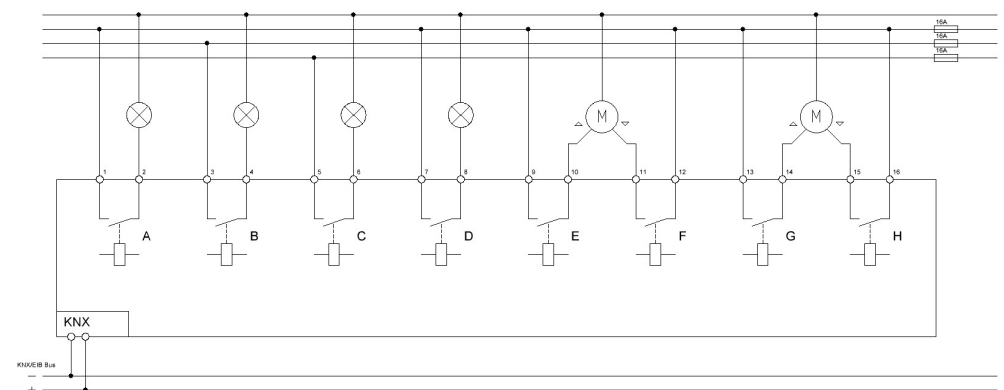 16A
16A
16A
M M
1 2 3 4 5 6 7 8 9 10 11 12 13 14 15 16
A B C D E F G H
KNX
KNX/EIB Bus
−
+